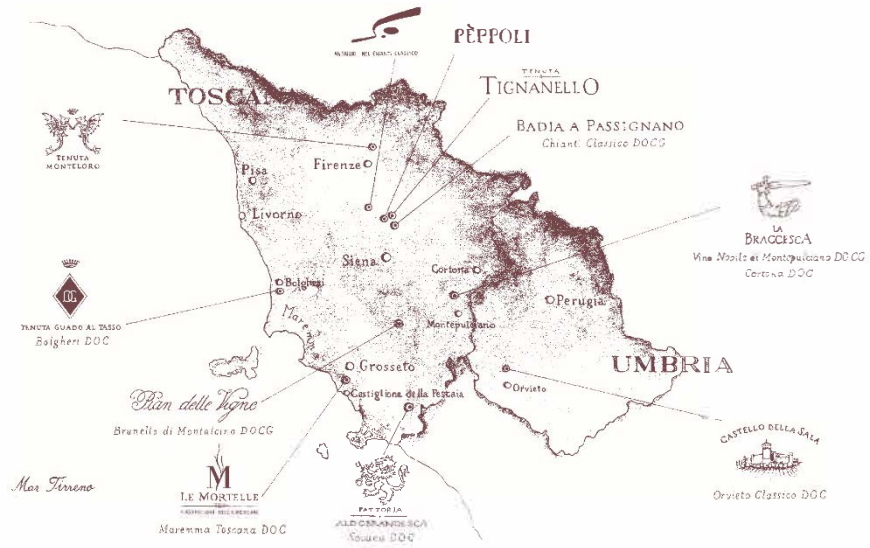 PÈPPOLI
TENUTA
TIGNANELLO
TOSCANA
BADIA A PASSIGNANO
Chianti Classico DOCG
TENUTA
MONTELORO
Firenze
Pisa
Livorno
LA
BRACCESCA
Vino Nobile di Montepulciano DOCG
Cortona DOC
Siena
Cortona
Bolgheri
Perugia
TENUTA GUADO AL TASSO
Bolgheri DOC
Maremma
Montepulciano
UMBRIA
Grosseto
Orvieto
Castiglione della Pescaia
Pian delle Vigne
Brunello di Montalcino DOCG
CASTELLO DELLA SALA
Orvieto Classico DOC
Mar Tirreno
M
LE MORTELLE
Maremma Toscana DOC
FATTORIA
ALDOBRANDESCA
Sovana DOC